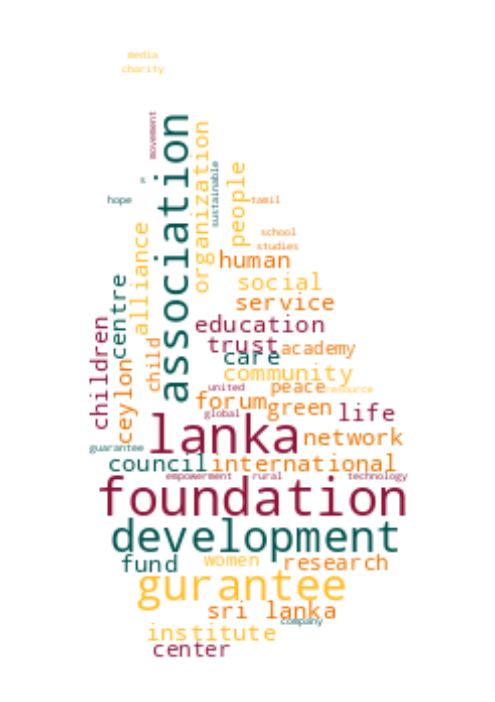 media
charity
movement
association
organization
s
sustainable
people
hope
tamil
school
studies
human
alliance
social
centre
service
children
education
trust
care
academy
child
ceylon
community
united
peace
resource
forum
global
green
life
lanka
network
guarantee
council
international
empowerment
rural
technology
foundation
development
fund
women
research
gurantee
sri lanka
company
institute
center